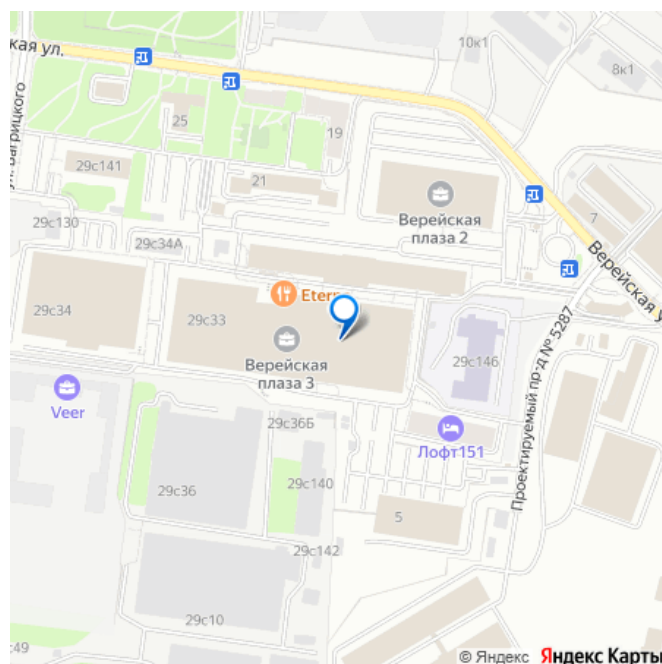 кая ул.
10к1
8к1
ул. Багрицкого
25
19
29с141
21
Верейская
плаза 2
7
29с130
29с34А
Верейская у
29с34
29с33
Eter
Верейская
плаза 3
29с146
Проектируемый пр-д № 5287
Veer
29с36Б
Лофт151
29с36
29с140
5
29с142
29с10
с49
© Яндекс Яндекс Карты